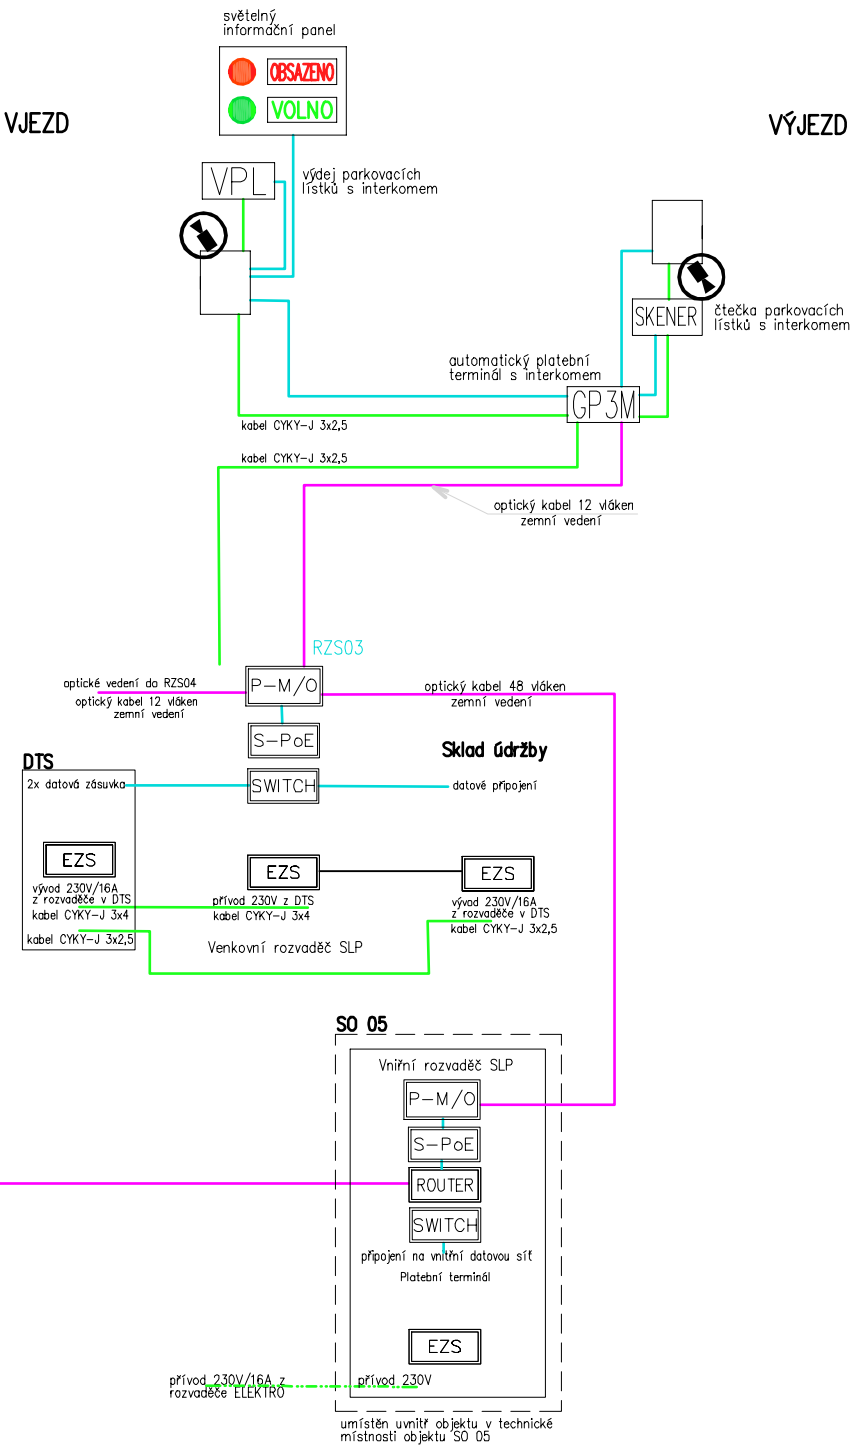 světelný
informační panel
OBSAZENO
VOLNO
VJEZD
VÝJEZD
VPL
výdej parkovacích
lístků s interkomem
SKENER
čtečka parkovacích
lístků s interkomem
automatický platební
terminál s interkomem
GP3M
kabel CYKY-J 3x2,5
kabel CYKY-J 3x2,5
optický kabel 12 vláken
zemní vedení
RZS03
optické vedení do RZS04
optický kabel 12 vláken
zemní vedení
P-M/O
optický kabel 48 vláken
zemní vedení
S-PoE
Sklad údržby
DTS
2x datová zásuvka
SWITCH
datové připojení
EZS
EZS
EZS
vývod 230V/16A
z rozvaděče v DTS
kabel CYKY-J 3x4
kabel CYKY-J 3x2,5
přívod 230V z DTS
kabel CYKY-J 3x4
vývod 230V/16A
z rozvaděče v DTS
kabel CYKY-J 3x2,5
Venkovní rozvaděč SLP
SO 05
Vniřní rozvaděč SLP
P-M/O
S-PoE
ROUTER
SWITCH
připojení na vnitřní datovou síť
Platební terminál
EZS
přívod 230V/16A z
rozvaděče ELEKTRO
přívod 230V
umístěn uvnitř objektu v technické
místnosti objektu SO 05